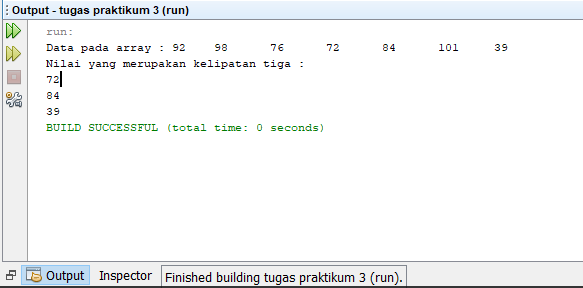 Output - tugas praktikum 3 (run)
run:
Data pada array : 92 98 76 72 84 101 39
Nilai yang merupakan kelipatan tiga :
72
84
39
BUILD SUCCESSFUL (total time: 0 seconds)
Output Inspector Finished building tugas praktikum 3 (run).